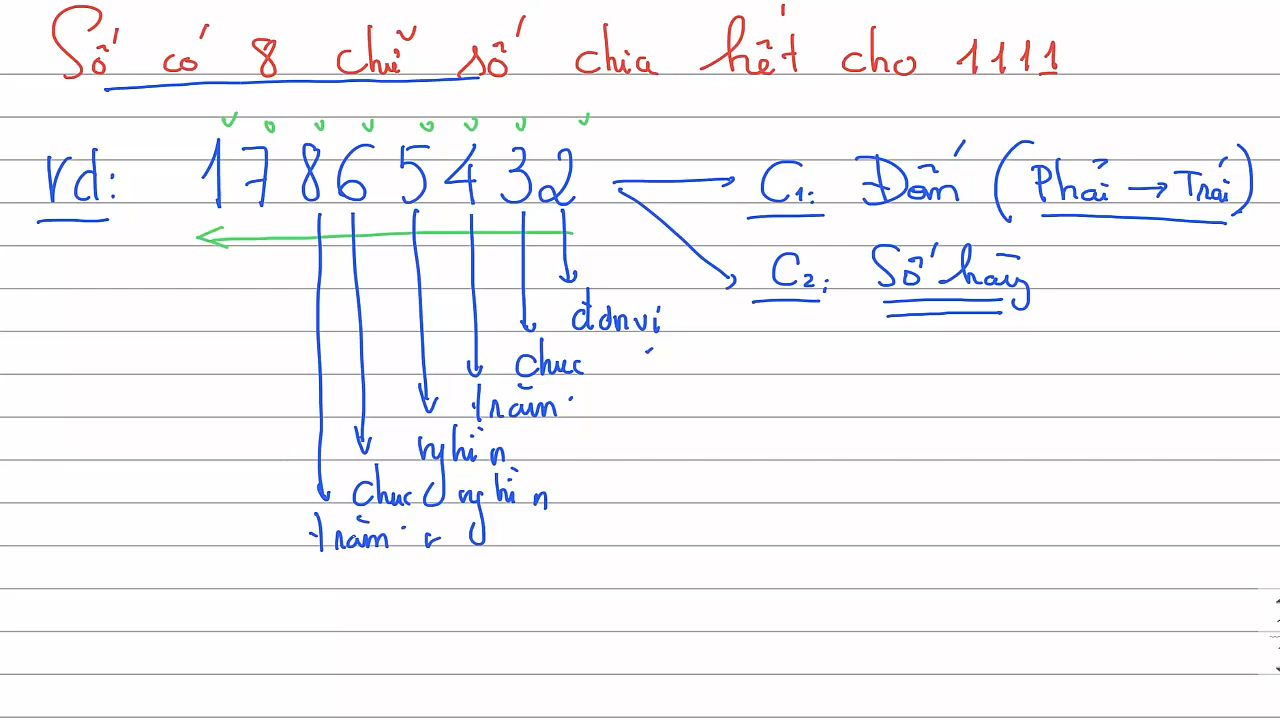 Số có 8 chữ số chia hết cho 1111
Vd: 17865432 → C1: Đếm (Phải → Trái)
C2: Số hàng
đơn vị
chục
trăm
nghìn
chục nghìn
trăm